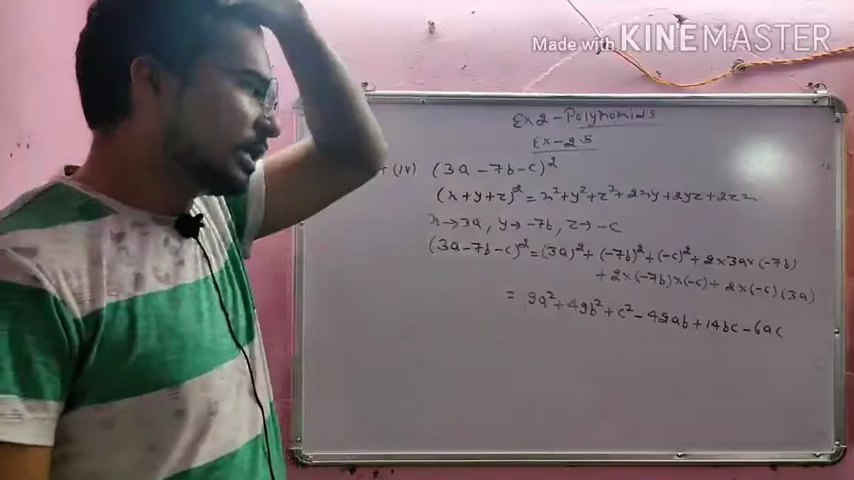 Made with KINEMASTER
Ex 2 - Polynomials
Ex - 2.5
(iv) (3a - 7b - c)²
(x + y + z)² = x² + y² + z² + 2xy + 2yz + 2zx
x → 3a, y → -7b, z → -c
(3a - 7b - c)² = (3a)² + (-7b)² + (-c)² + 2 × 3a × (-7b)
+ 2 × (-7b) × (-c) + 2 × (-c) (3a)
= 9a² + 49b² + c² - 42ab + 14bc - 6ac